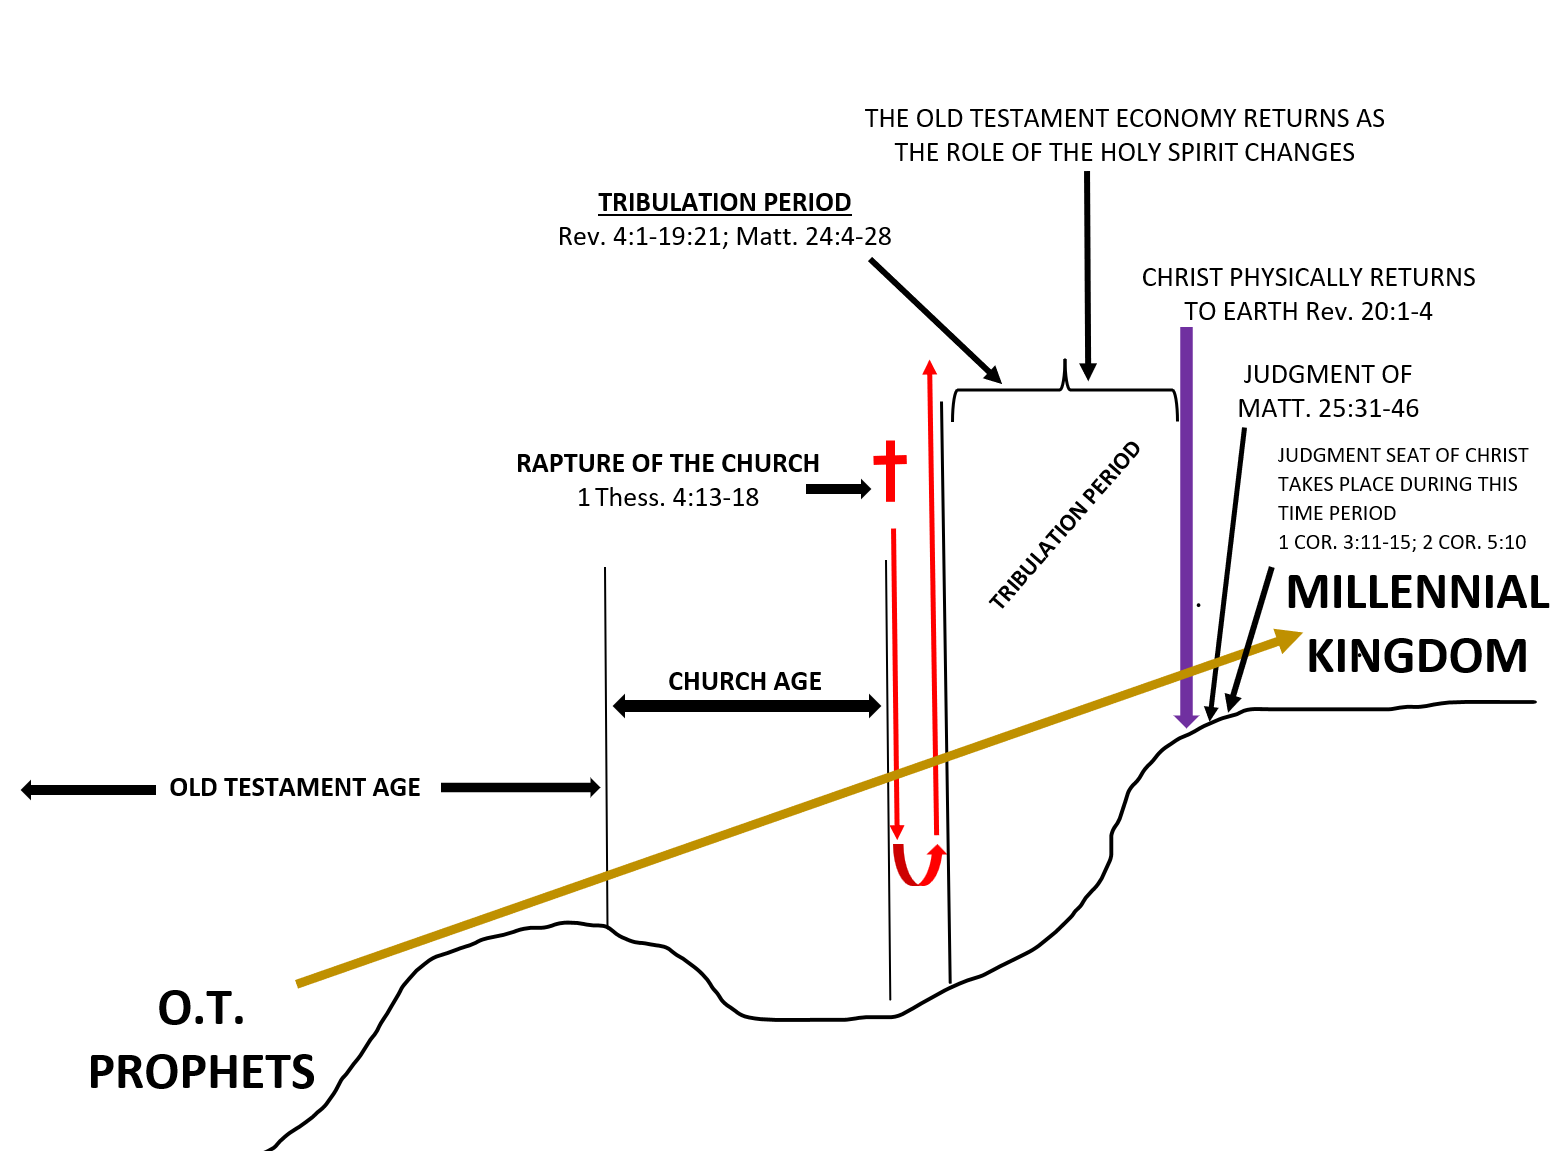 THE OLD TESTAMENT ECONOMY RETURNS AS
THE ROLE OF THE HOLY SPIRIT CHANGES
TRIBULATION PERIOD
Rev. 4:1-19:21; Matt. 24:4-28
CHRIST PHYSICALLY RETURNS
TO EARTH Rev. 20:1-4
JUDGMENT OF
MATT. 25:31-46
RAPTURE OF THE CHURCH
1 Thess. 4:13-18
TRIBULATION PERIOD
JUDGMENT SEAT OF CHRIST
TAKES PLACE DURING THIS
TIME PERIOD
1 COR. 3:11-15; 2 COR. 5:10
MILLENNIAL
KINGDOM
CHURCH AGE
OLD TESTAMENT AGE
O.T.
PROPHETS